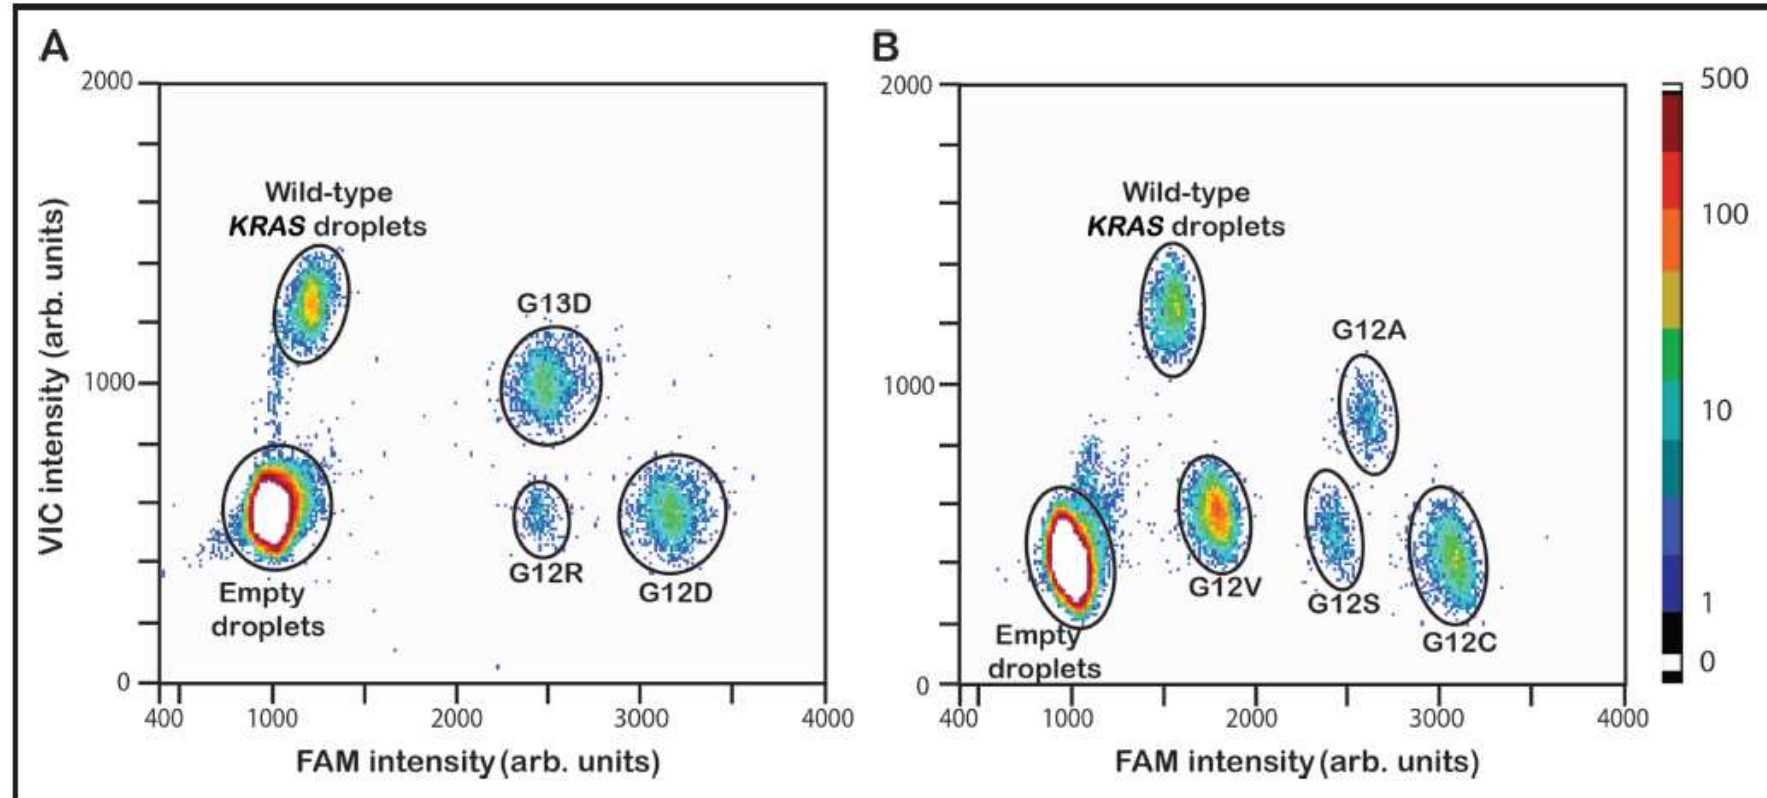 A
2000
1000
0
VIC intensity (arb. units)
Wild-type
KRAS droplets
G13D
G12R
G12D
Empty
droplets
400 1000 2000 3000 4000
FAM intensity (arb. units)
B
2000
1000
0
Wild-type
KRAS droplets
G12A
G12V
G12S
G12C
Empty
droplets
400 1000 2000 3000 4000
FAM intensity (arb. units)
500
100
10
1
0